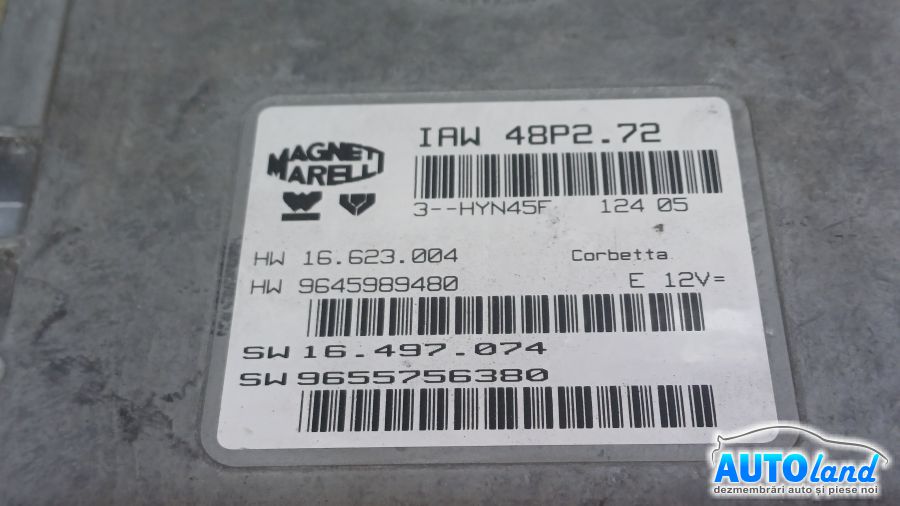 MAGNETI
MARELLI
IAW 48P2.72
3--HYN45F 124 05
HW 16.623.004 Corbetta
HW 9645989480 E 12V=
SW 16.497.074
SW 9655756380
AUTOland
dezmembrări auto și piese noi